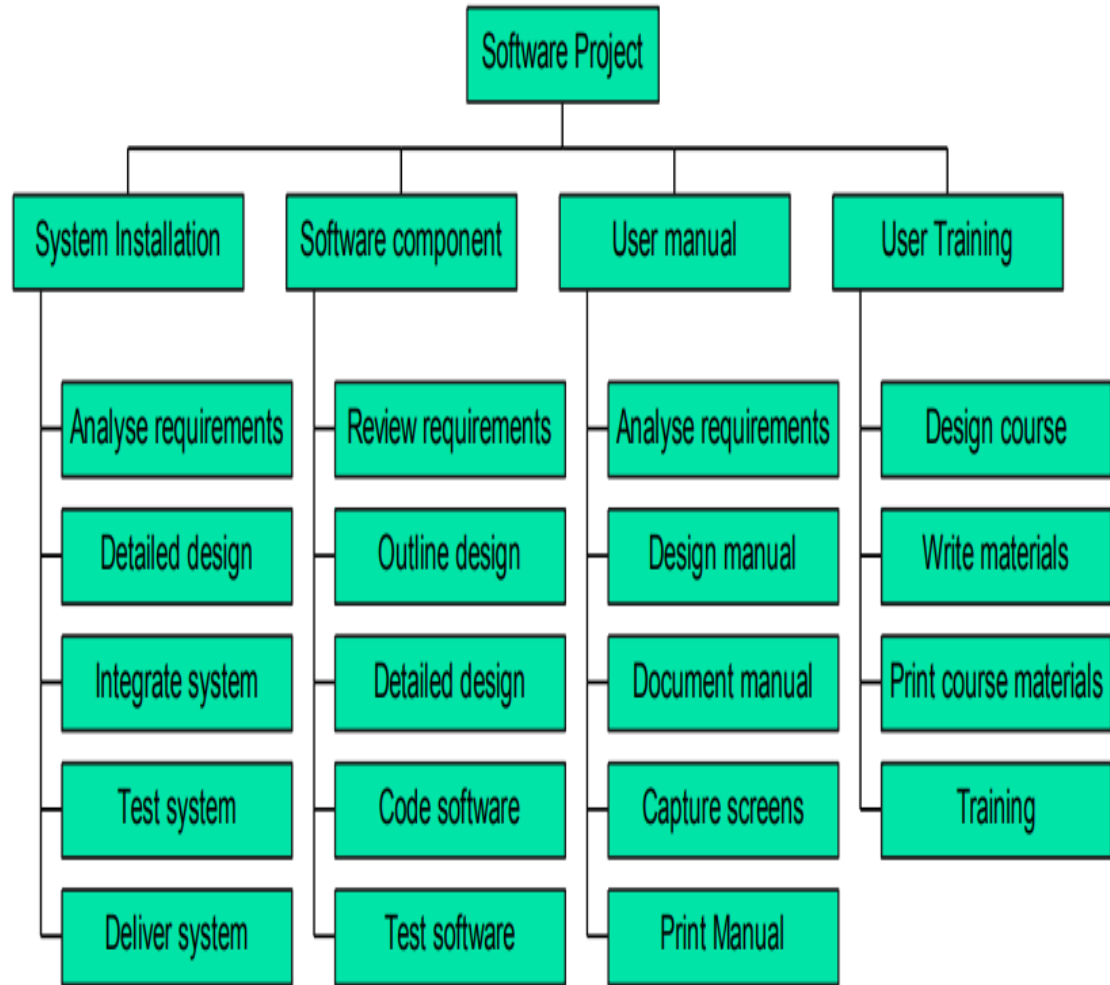 Software Project
System Installation
Software component
User manual
User Training
Analyse requirements
Review requirements
Analyse requirements
Design course
Detailed design
Outline design
Design manual
Write materials
Integrate system
Detailed design
Document manual
Print course materials
Test system
Code software
Capture screens
Training
Deliver system
Test software
Print Manual